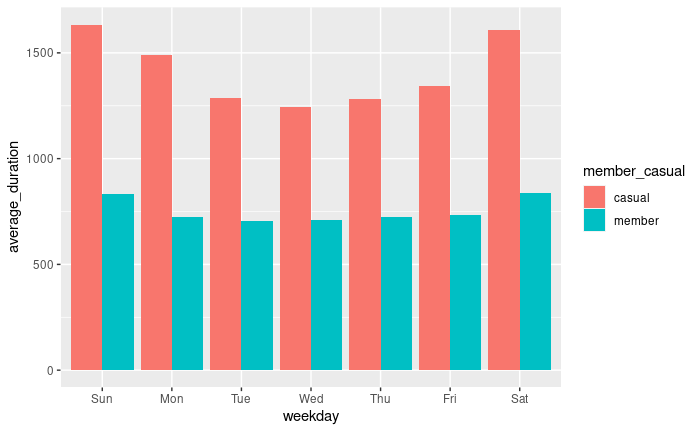 average_duration
1500
1000
500
0
Sun Mon Tue Wed Thu Fri Sat
weekday
member_casual
casual
member